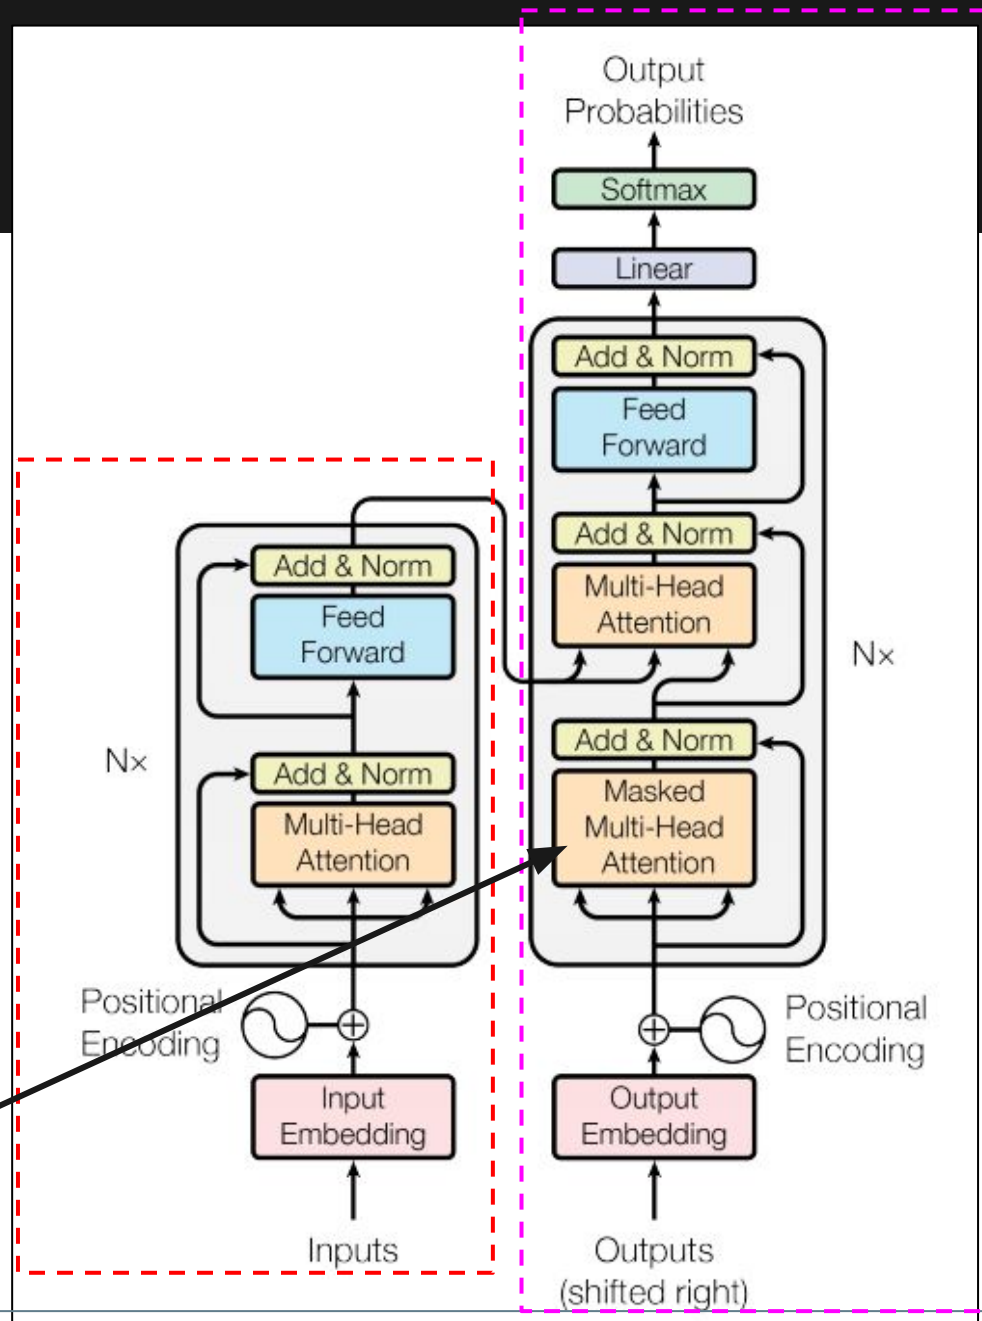 Output
Probabilities
Softmax
Linear
Add & Norm
Feed
Forward
Add & Norm
Multi-Head
Attention
Nx
Add & Norm
Masked
Multi-Head
Attention
Positional
Encoding
Output
Embedding
Outputs
(shifted right)
Add & Norm
Feed
Forward
Nx
Add & Norm
Multi-Head
Attention
Positional
Encoding
Input
Embedding
Inputs